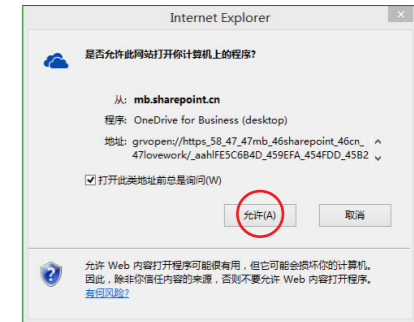 Internet Explorer
是否允许此网站打开你计算机上的程序?
从: mb.sharepoint.cn
程序: OneDrive for Business (desktop)
地址: grvopen://https_58_47_47mb_46sharepoint_46cn_
47lovework/_aahlFE5C6B4D_459EFA_454FDD_45B2
打开此类地址前总是询问(W)
允许(A) 取消
允许 Web 内容打开程序可能很有用，但它可能会损坏你的计算机。
因此，除非你信任内容的来源，否则不要允许 Web 内容打开程序。
有何风险?